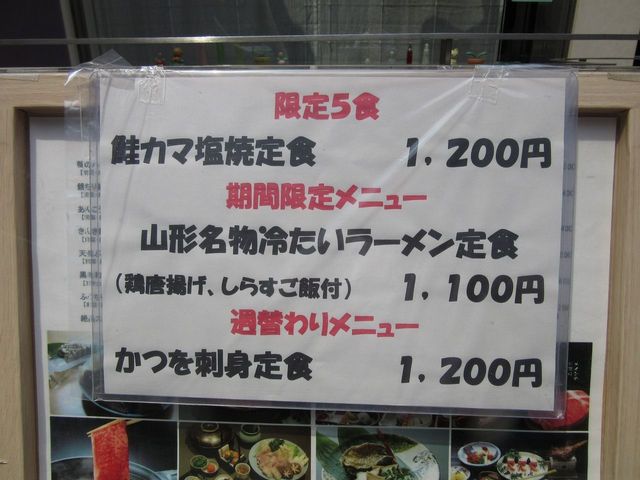 限定5食
鮭カマ塩焼定食 1,200円
期間限定メニュー
山形名物冷たいラーメン定食
(鶏唐揚げ、しらすご飯付) 1,100円
週替わりメニュー
かつを刺身定食 1,200円